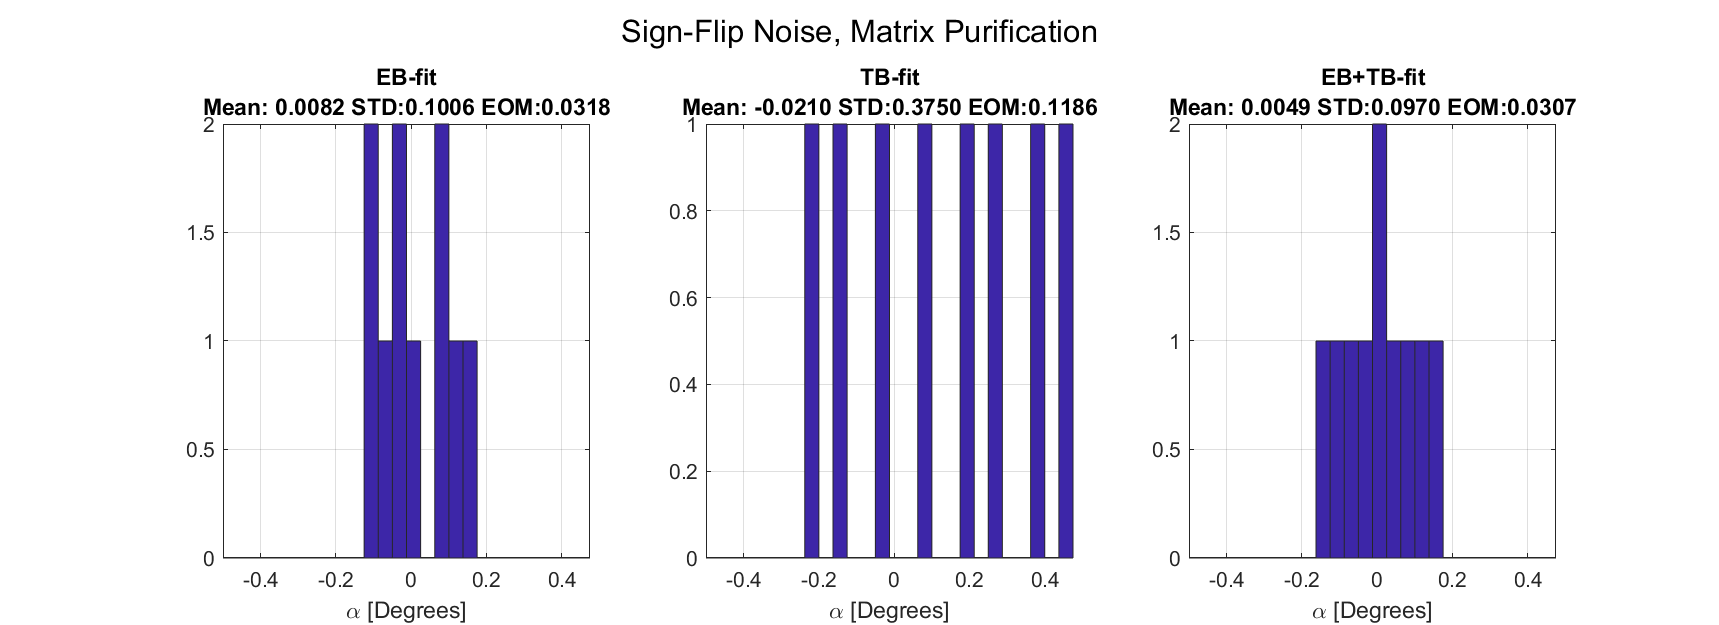 Sign-Flip Noise, Matrix Purification
EB-fit
Mean: 0.0082 STD:0.1006 EOM:0.0318
2
1.5
1
0.5
0
-0.4 -0.2 0 0.2 0.4
α [Degrees]
TB-fit
Mean: -0.0210 STD:0.3750 EOM:0.1186
1
0.8
0.6
0.4
0.2
0
-0.4 -0.2 0 0.2 0.4
α [Degrees]
EB+TB-fit
Mean: 0.0049 STD:0.0970 EOM:0.0307
2
1.5
1
0.5
0
-0.4 -0.2 0 0.2 0.4
α [Degrees]